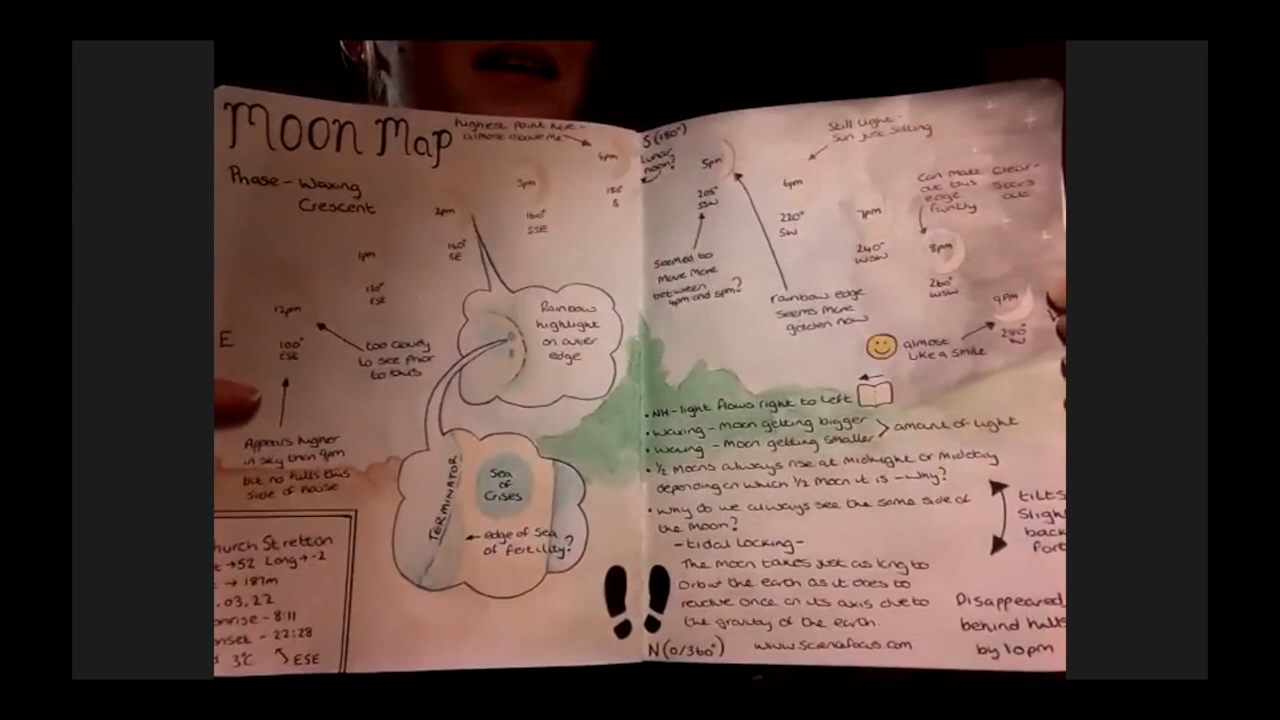 Moon Map
Phase - Waxing
Crescent
highest point here -
almost above me
4pm
180°
S
3pm
160°
SSE
2pm
140°
SE
1pm
120°
ESE
12pm
100°
ESE
E
too cloudy
to see prior
to this
Appears higher
in sky than 9pm
but no hills this
side of house
Rainbow
highlight
on outer
edge
TERMINATOR
Sea
of
Crises
edge of Sea
of fertility?
hurch Stretton
→52 Long→-2
→ 187m
.03.22
nrise - 8:11
nset - 22:28
3°C ESE
S (180°)
Lunar
noon?
5pm
205°
SSW
Still Light -
Sun just Setting
6pm
220°
SW
7pm
240°
WSW
Can make
out this
edge
faintly
Clear -
Stars
out
8pm
260°
WSW
9pm
280°
Seemed to
move more
between
4pm and 5pm?
rainbow edge
seems more
golden now
almost
like a smile
• NH - light flows right to left
• Waxing - Moon getting bigger
• Waning - Moon getting smaller
> amount of light
• ½ Moons always rise at Midnight or Midday
depending on which ½ moon it is - why?
• Why do we always see the same side of
the Moon?
- tidal locking -
The moon takes just as long to
orbit the earth as it does to
revolve once on its axis due to
the gravity of the earth.
tilts
Sligh
back
Disappeared
behind hills
by 10pm
N (0/360°)
www.sciencefocus.com